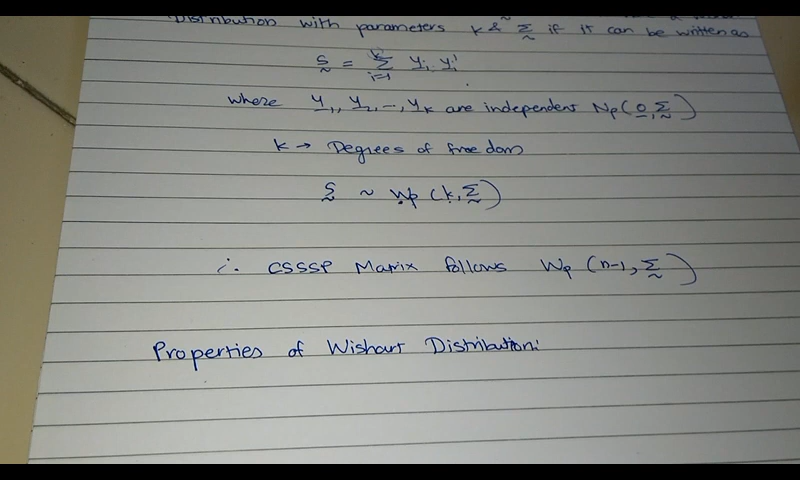 Distribution with parameters k & Σ if it can be written as
S = Σ i=1 k y_i y_i'
where y_1, y_2, --, y_k are independent N_p(0, Σ)
k → Degrees of freedom
S ~ W_p (k, Σ)
∴ CSSSP Matrix follows W_p (n-1, Σ)
Properties of Wishart Distribution: